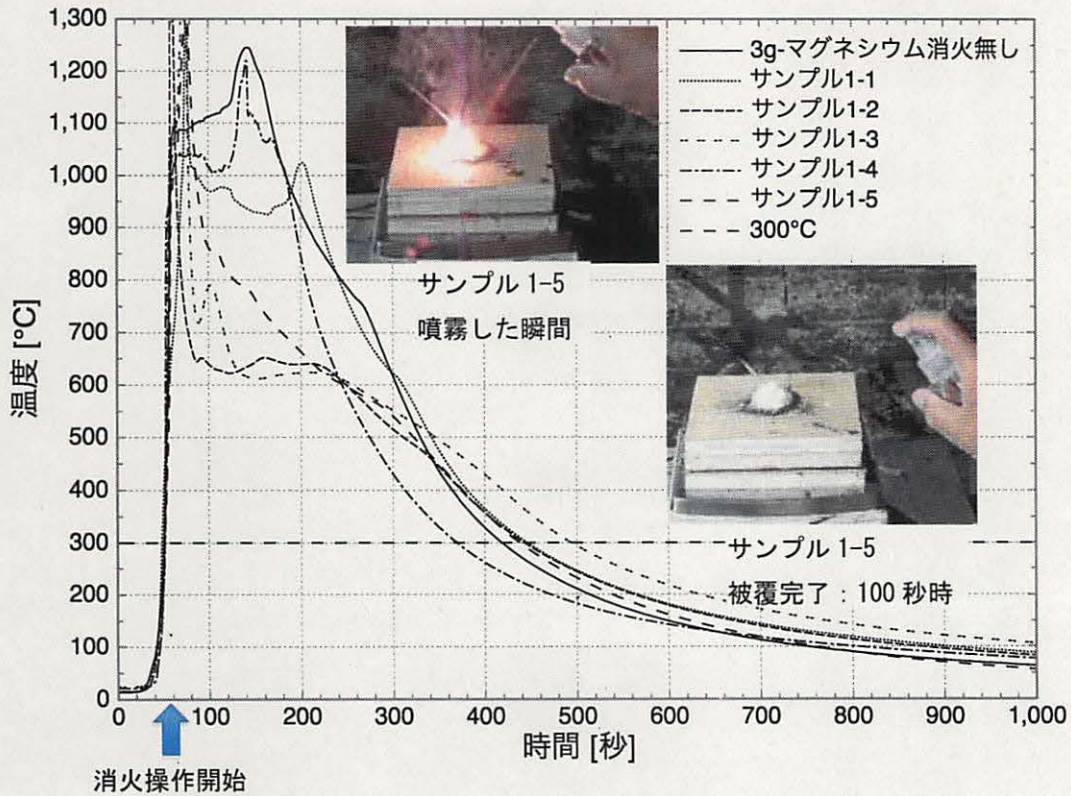 温度 [°C]
1,300
1,200
1,100
1,000
900
800
700
600
500
400
300
200
100
0
0
100
200
300
400
500
600
700
800
900
1,000
時間 [秒]
消火操作開始
3g-マグネシウム消火無し
サンプル1-1
サンプル1-2
サンプル1-3
サンプル1-4
サンプル1-5
300°C
サンプル 1-5
噴霧した瞬間
サンプル 1-5
被覆完了：100 秒時